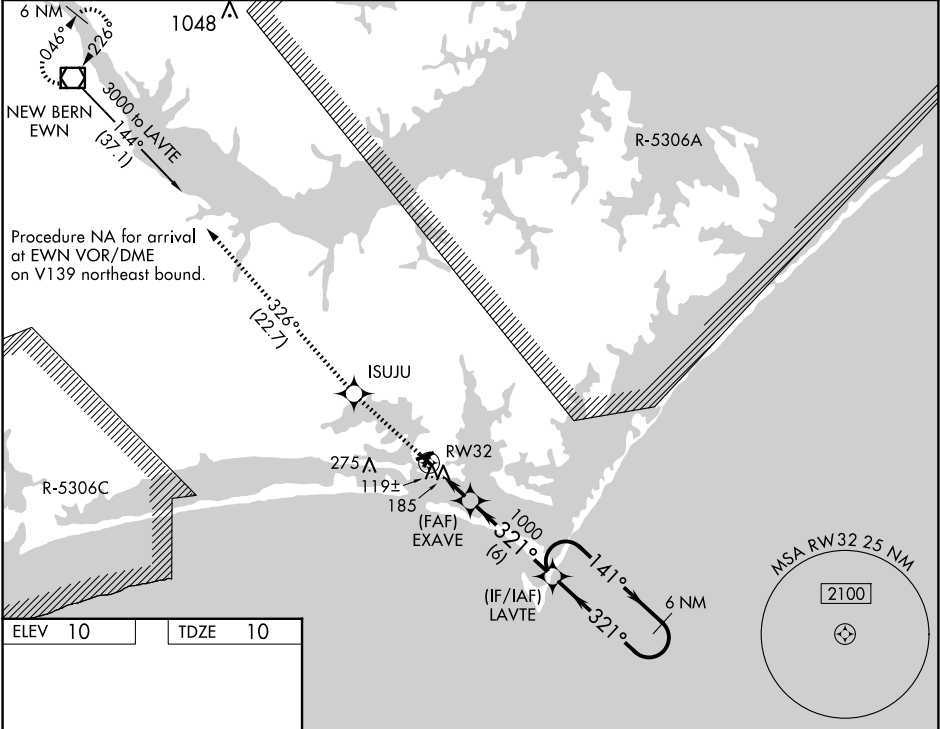 6 NM
046°
226°
1048
NEW BERN
EWN
3000 to LAVTE
144°
(37.1)
R-5306A
Procedure NA for arrival
at EWN VOR/DME
on V139 northeast bound.
326°
(22.7)
ISUJU
RW32
275
119±
185
R-5306C
(FAF)
EXAVE
1000
321°
(6)
(IF/IAF)
LAVTE
141°
321°
6 NM
MSA RW32 25 NM
2100
ELEV 10
TDZE 10